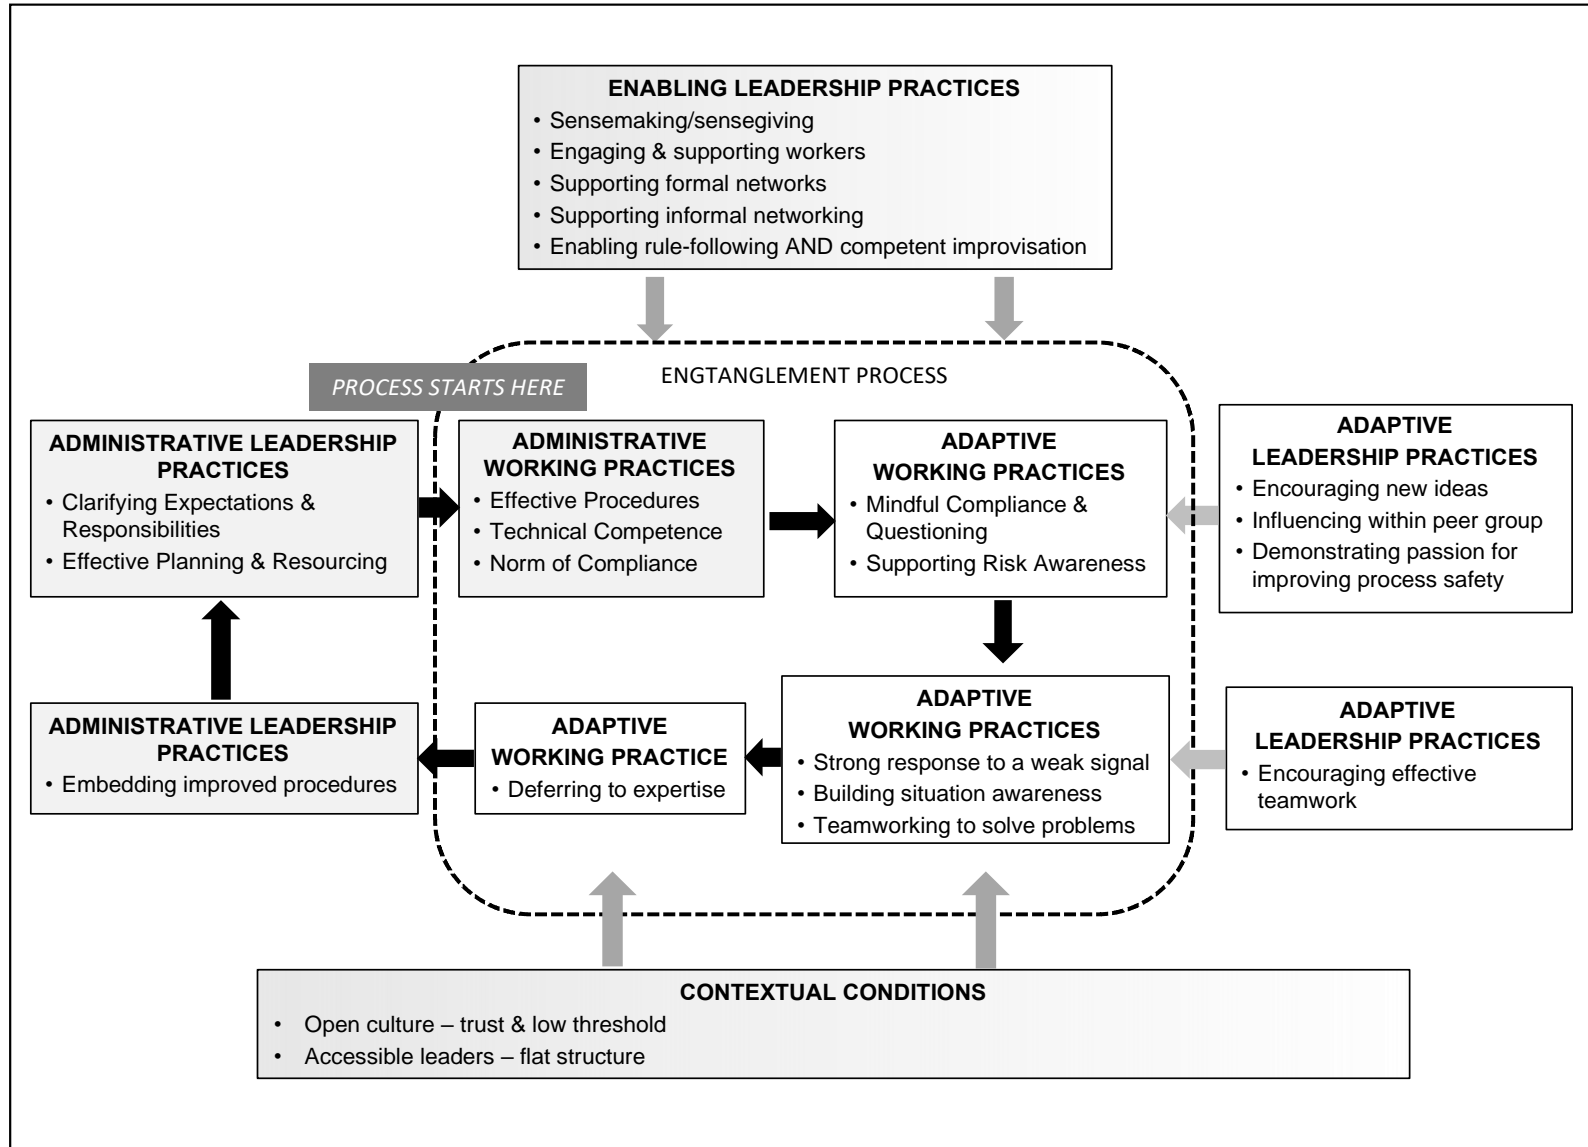 ENABLING LEADERSHIP PRACTICES
• Sensemaking/sensegiving
• Engaging & supporting workers
• Supporting formal networks
• Supporting informal networking
• Enabling rule-following AND competent improvisation
PROCESS STARTS HERE
ENGTANGLEMENT PROCESS
ADMINISTRATIVE LEADERSHIP
PRACTICES
• Clarifying Expectations &
Responsibilities
• Effective Planning & Resourcing
ADMINISTRATIVE
WORKING PRACTICES
• Effective Procedures
• Technical Competence
• Norm of Compliance
ADAPTIVE
WORKING PRACTICES
• Mindful Compliance &
Questioning
• Supporting Risk Awareness
ADAPTIVE
LEADERSHIP PRACTICES
• Encouraging new ideas
• Influencing within peer group
• Demonstrating passion for
improving process safety
ADMINISTRATIVE LEADERSHIP
PRACTICES
• Embedding improved procedures
ADAPTIVE
WORKING PRACTICE
• Deferring to expertise
ADAPTIVE
WORKING PRACTICES
• Strong response to a weak signal
• Building situation awareness
• Teamworking to solve problems
ADAPTIVE
LEADERSHIP PRACTICES
• Encouraging effective
teamwork
CONTEXTUAL CONDITIONS
• Open culture – trust & low threshold
• Accessible leaders – flat structure